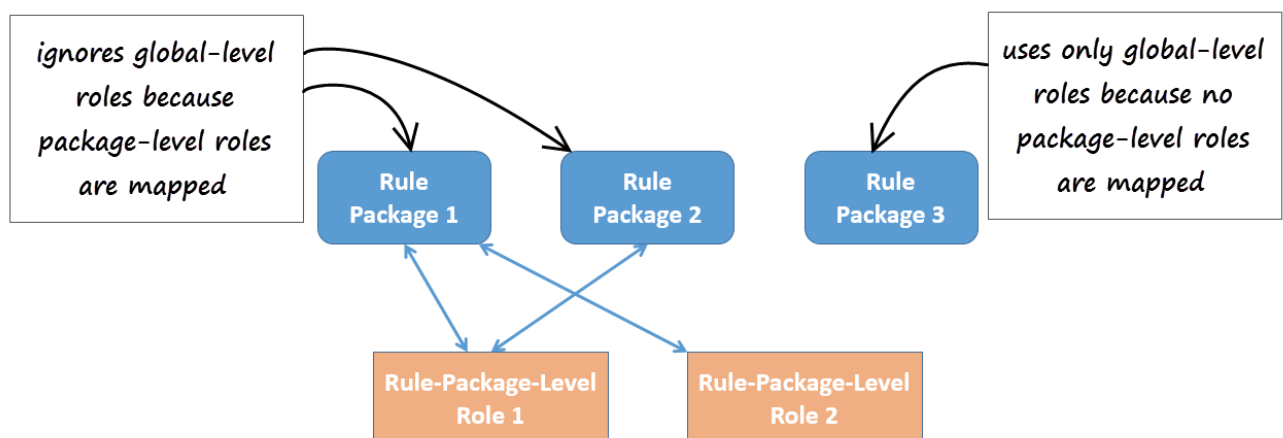 ignores global-level
roles because
package-level roles
are mapped
uses only global-level
roles because no
package-level roles
are mapped
Rule
Package 1
Rule
Package 2
Rule
Package 3
Rule-Package-Level
Role 1
Rule-Package-Level
Role 2